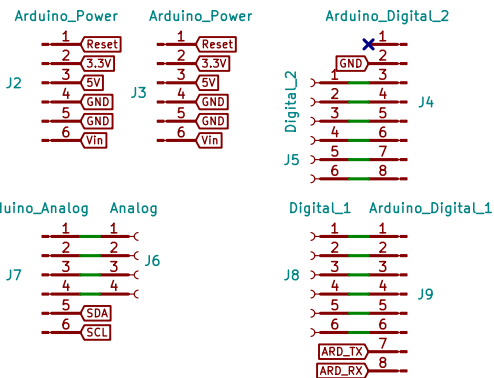 Arduino_Power Arduino_Power Arduino_Digital_2
1 Reset 1 Reset 1
2 3.3V 2 3.3V GND 2
J2 3 5V J3 3 5V Digital_2 1 3
4 GND 4 GND 2 4 J4
5 GND 5 GND 3 5
6 Vin 6 Vin 4 6
J5 5 7
6 8
uino_Analog Analog Digital_1 Arduino_Digital_1
1 1 1 1
2 2 J6 2 2
J7 3 3 J8 3 3
4 4 4 4 J9
5 SDA 5 5
6 SCL 6 6
ARD_TX 7
ARD_RX 8